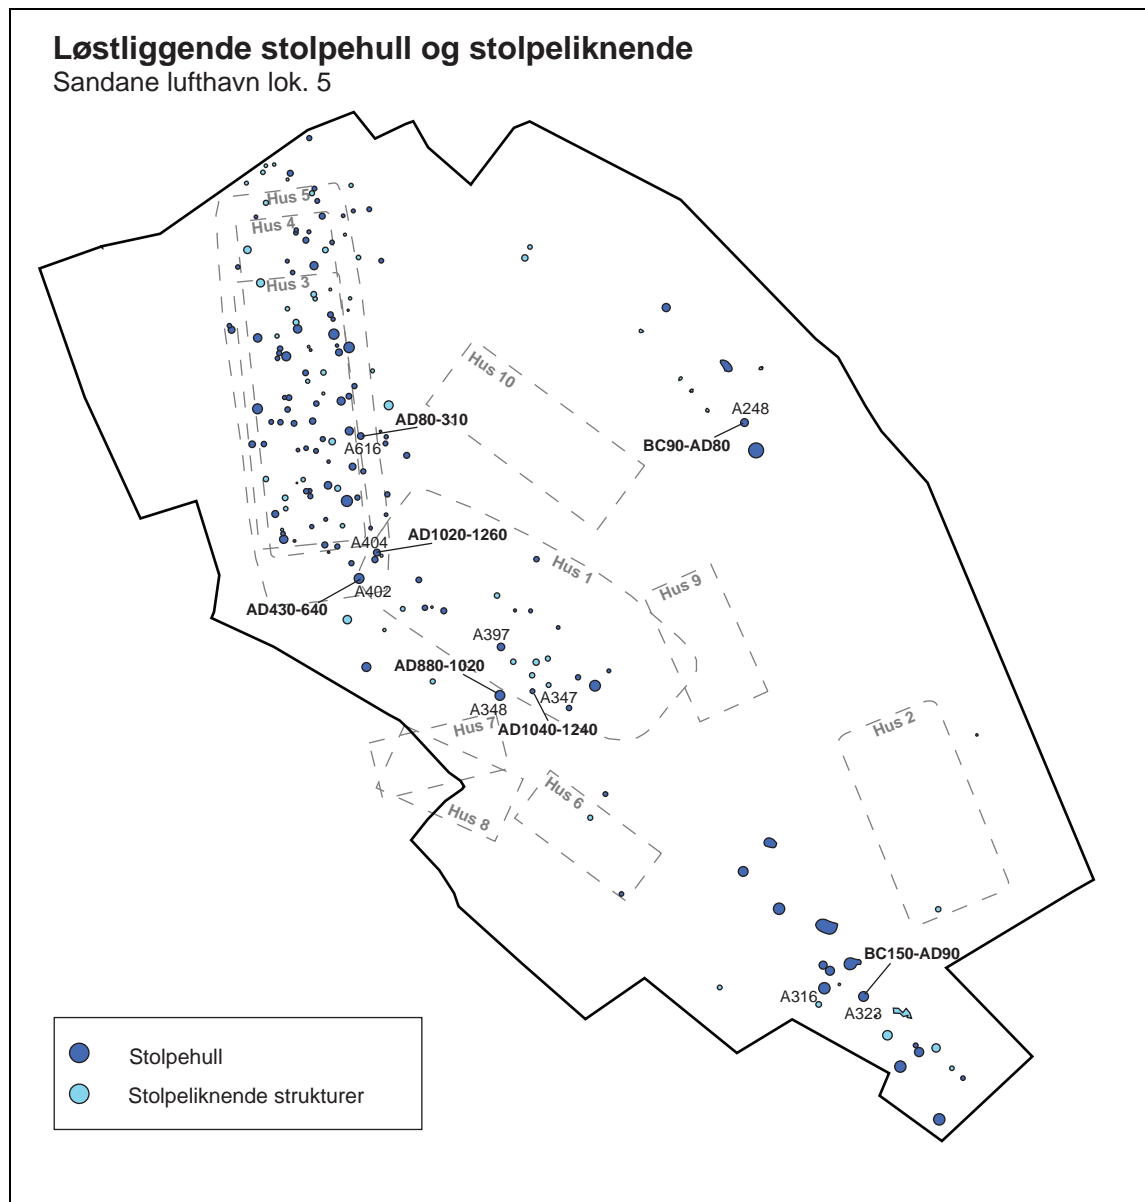 Løstliggende stolpehull og stolpeliknende
Sandane lufthavn lok. 5
Hus 5
Hus 4
Hus 3
Hus 10
A248
BC90-AD80
AD80-310
A616
A404
AD1020-1260
Hus 1
Hus 9
A402
AD430-640
A397
AD880-1020
A347
A348
AD1040-1240
Hus 7
Hus 2
Hus 6
Hus 8
BC150-AD90
A316
A323
Stolpehull
Stolpeliknende strukturer